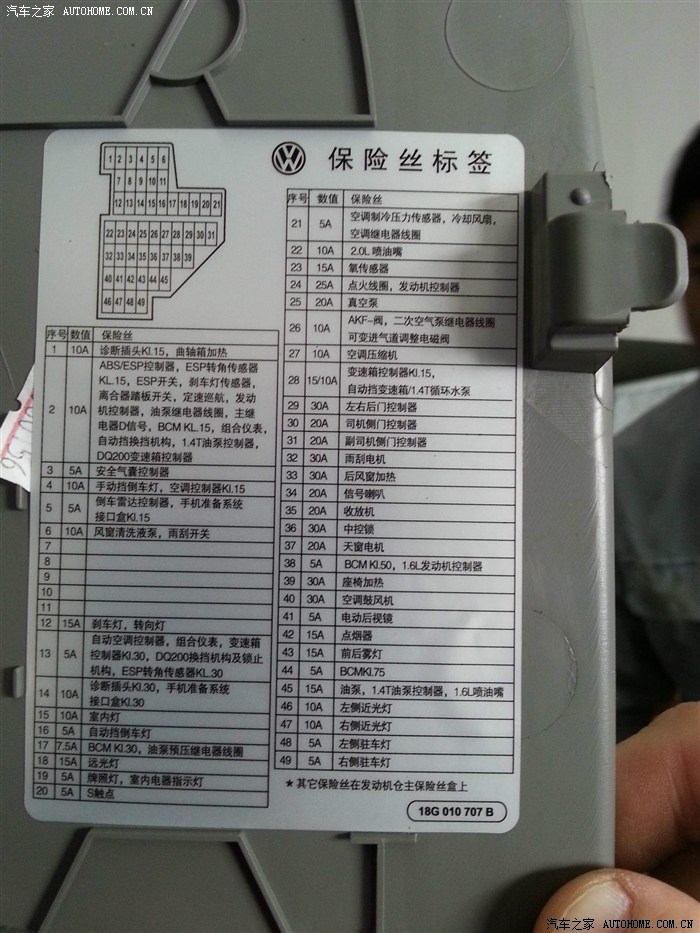 汽车之家 AUTOHOME.COM.CN
保险丝标签
1 2 3 4 5 6
7 8 9 10 11
12 13 14 15 16 17 18 19 20 21
22 23 24 25 26 27 28 29 30 31
32 33 34 35 36 37 38 39
40 41 42 43 44 45
46 47 48 49
序号 数值 保险丝
1 10A 诊断插头Kl.15，曲轴箱加热
2 10A ABS/ESP控制器，ESP转角传感器
KL.15，ESP开关，刹车灯传感器，
离合器踏板开关，定速巡航，发动
机控制器，油泵继电器线圈，主继
电器D信号，BCM KL.15，组合仪表，
自动挡换挡机构，1.4T油泵控制器，
DQ200变速箱控制器
3 5A 安全气囊控制器
4 10A 手动挡倒车灯，空调控制器Kl.15
5 5A 倒车雷达控制器，手机准备系统
接口盒Kl.15
6 10A 风窗清洗液泵，雨刮开关
7
8
9
10
11
12 15A 刹车灯，转向灯
13 5A 自动空调控制器，组合仪表，变速箱
控制器Kl.30，DQ200换挡机构及锁止
机构，ESP转角传感器KL.30
14 10A 诊断插头Kl.30，手机准备系统
接口盒Kl.30
15 10A 室内灯
16 5A 自动挡倒车灯
17 7.5A BCM Kl.30，油泵预压继电器线圈
18 15A 远光灯
19 5A 牌照灯，室内电器指示灯
20 5A S触点
序号 数值 保险丝
21 5A 空调制冷压力传感器，冷却风扇，
空调继电器线圈
22 10A 2.0L 喷油嘴
23 15A 氧传感器
24 25A 点火线圈，发动机控制器
25 20A 真空泵
26 10A AKF-阀，二次空气泵继电器线圈
可变进气道调整电磁阀
27 10A 空调压缩机
28 15/10A 变速箱控制器Kl.15，
自动挡变速箱/1.4T循环水泵
29 30A 左右后门控制器
30 20A 司机侧门控制器
31 20A 副司机侧门控制器
32 30A 雨刮电机
33 30A 后风窗加热
34 20A 信号喇叭
35 20A 收放机
36 30A 中控锁
37 20A 天窗电机
38 5A BCM Kl.50，1.6L发动机控制器
39 30A 座椅加热
40 30A 空调鼓风机
41 5A 电动后视镜
42 15A 点烟器
43 15A 前后雾灯
44 5A BCMKl.75
45 15A 油泵，1.4T油泵控制器，1.6L喷油嘴
46 10A 左侧近光灯
47 10A 右侧近光灯
48 5A 左侧驻车灯
49 5A 右侧驻车灯
★其它保险丝在发动机仓主保险丝盒上
18G 010 707 B
汽车之家 AUTOHOME.COM.CN